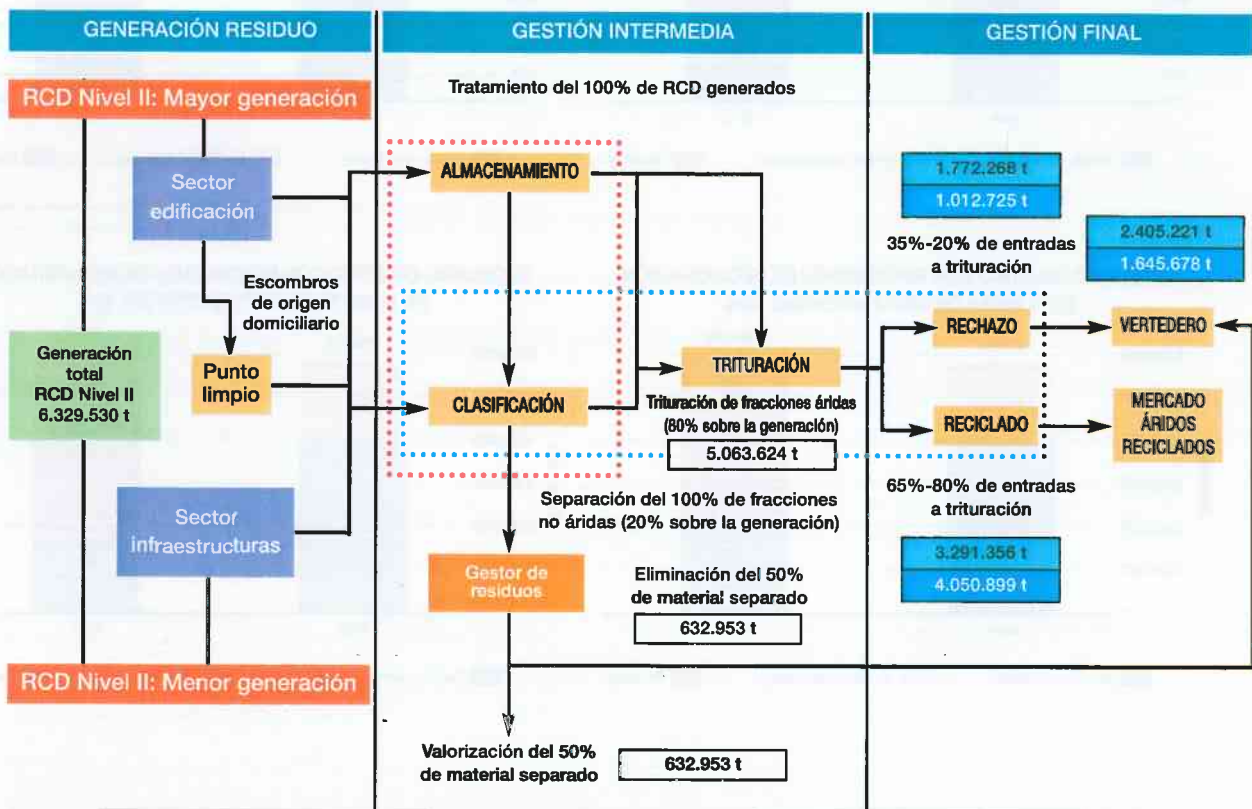 GENERACIÓN RESIDUO
GESTIÓN INTERMEDIA
GESTIÓN FINAL
RCD Nivel II: Mayor generación
Tratamiento del 100% de RCD generados
Sector
edificación
ALMACENAMIENTO
1.772.268 t
1.012.725 t
35%-20% de entradas
a trituración
2.405.221 t
1.645.678 t
Escombros
de origen
domiciliario
Generación
total
RCD Nivel II
6.329.530 t
Punto
limpio
CLASIFICACIÓN
TRITURACIÓN
Trituración de fracciones áridas
(80% sobre la generación)
5.063.624 t
RECHAZO
VERTEDERO
RECICLADO
MERCADO
ÁRIDOS
RECICLADOS
Sector
infraestructuras
Separación del 100% de fracciones
no áridas (20% sobre la generación)
65%-80% de entradas
a trituración
3.291.356 t
4.050.899 t
Gestor de
residuos
Eliminación del 50%
de material separado
632.953 t
RCD Nivel II: Menor generación
Valorización del 50%
de material separado
632.953 t